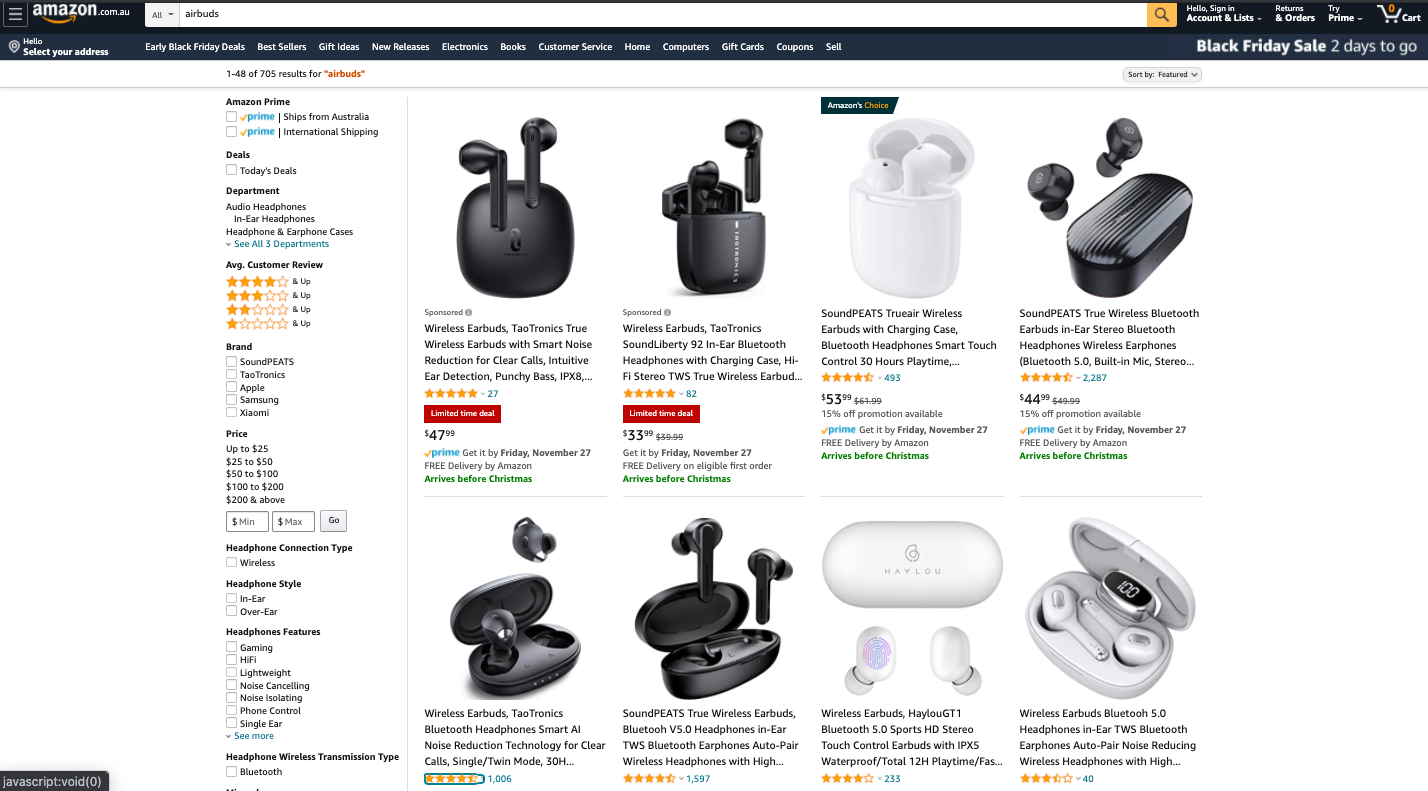 amazon.com.au
All
airbuds
Hello, Sign in
Account & Lists
Returns
& Orders
Try
Prime
0
Cart
Hello
Select your address
Early Black Friday Deals
Best Sellers
Gift Ideas
New Releases
Electronics
Books
Customer Service
Home
Computers
Gift Cards
Coupons
Sell
Black Friday Sale 2 days to go
1-48 of 705 results for "airbuds"
Sort by: Featured
Amazon Prime
prime | Ships from Australia
prime | International Shipping
Deals
Today's Deals
Department
Audio Headphones
In-Ear Headphones
Headphone & Earphone Cases
See All 3 Departments
Avg. Customer Review
& Up
& Up
& Up
& Up
Brand
SoundPEATS
TaoTronics
Apple
Samsung
Xiaomi
Price
Up to $25
$25 to $50
$50 to $100
$100 to $200
$200 & above
$ Min
$ Max
Go
Headphone Connection Type
Wireless
Headphone Style
In-Ear
Over-Ear
Headphones Features
Gaming
HiFi
Lightweight
Noise Cancelling
Noise Isolating
Phone Control
Single Ear
See more
Headphone Wireless Transmission Type
Bluetooth
javascript:void(0)
Sponsored
Wireless Earbuds, TaoTronics True
Wireless Earbuds with Smart Noise
Reduction for Clear Calls, Intuitive
Ear Detection, Punchy Bass, IPX8,...
27
Limited time deal
$47 99
prime Get it by Friday, November 27
FREE Delivery by Amazon
Arrives before Christmas
TAOTRONICS
Sponsored
Wireless Earbuds, TaoTronics
SoundLiberty 92 In-Ear Bluetooth
Headphones with Charging Case, Hi-
Fi Stereo TWS True Wireless Earbud...
82
Limited time deal
$33 99 $39.99
Get it by Friday, November 27
FREE Delivery on eligible first order
Arrives before Christmas
Amazon's Choice
SoundPEATS Trueair Wireless
Earbuds with Charging Case,
Bluetooth Headphones Smart Touch
Control 30 Hours Playtime,...
493
$53 99 $61.99
15% off promotion available
prime Get it by Friday, November 27
FREE Delivery by Amazon
Arrives before Christmas
SoundPEATS True Wireless Bluetooth
Earbuds in-Ear Stereo Bluetooth
Headphones Wireless Earphones
(Bluetooth 5.0, Built-in Mic, Stereo...
2,287
$44 99 $49.99
15% off promotion available
prime Get it by Friday, November 27
FREE Delivery by Amazon
Arrives before Christmas
Wireless Earbuds, TaoTronics
Bluetooth Headphones Smart AI
Noise Reduction Technology for Clear
Calls, Single/Twin Mode, 30H...
1,006
SoundPEATS True Wireless Earbuds,
Bluetooh V5.0 Headphones in-Ear
TWS Bluetooth Earphones Auto-Pair
Wireless Headphones with High...
1,597
HAYLOU
Wireless Earbuds, HaylouGT1
Bluetooth 5.0 Sports HD Stereo
Touch Control Earbuds with IPX5
Waterproof/Total 12H Playtime/Fas...
233
100
Wireless Earbuds Bluetooh 5.0
Headphones in-Ear TWS Bluetooth
Earphones Auto-Pair Noise Reducing
Wireless Headphones with High...
40